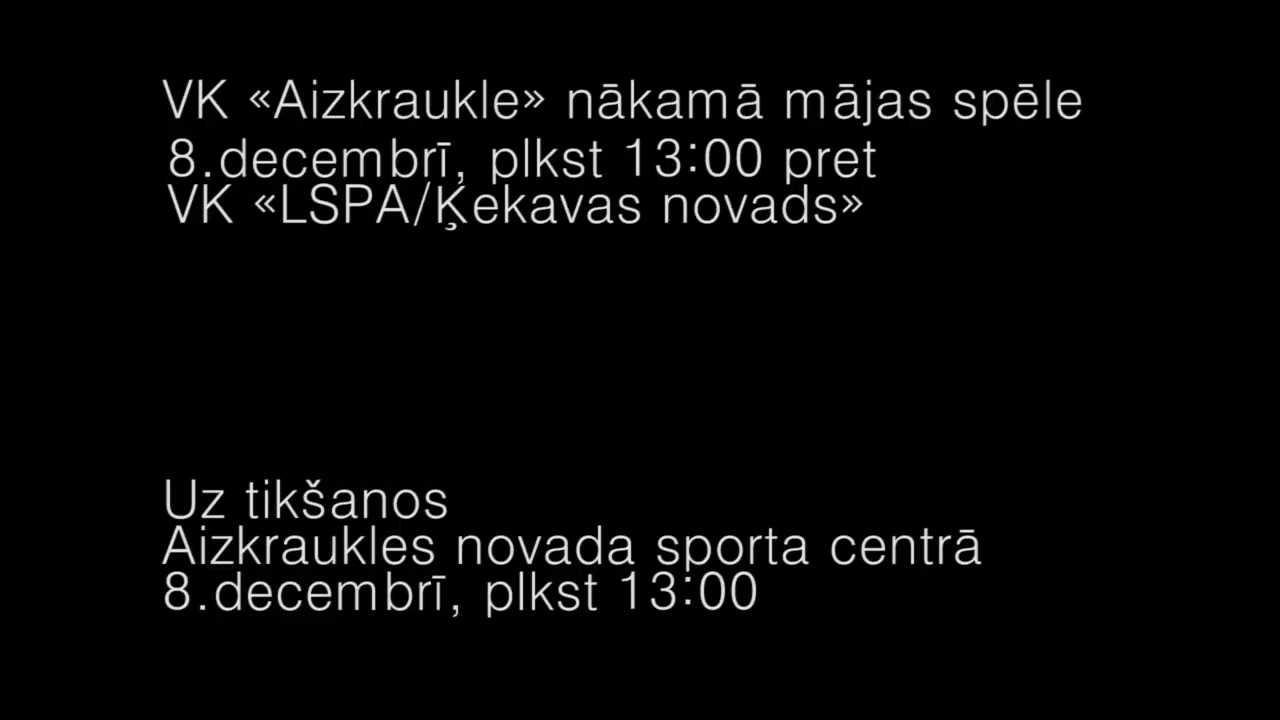 VK «Aizkraukle» nākamā mājas spēle
8.decembrī, plkst 13:00 pret
VK «LSPA/Ķekavas novads»
Uz tikšanos
Aizkraukles novada sporta centrā
8.decembrī, plkst 13:00